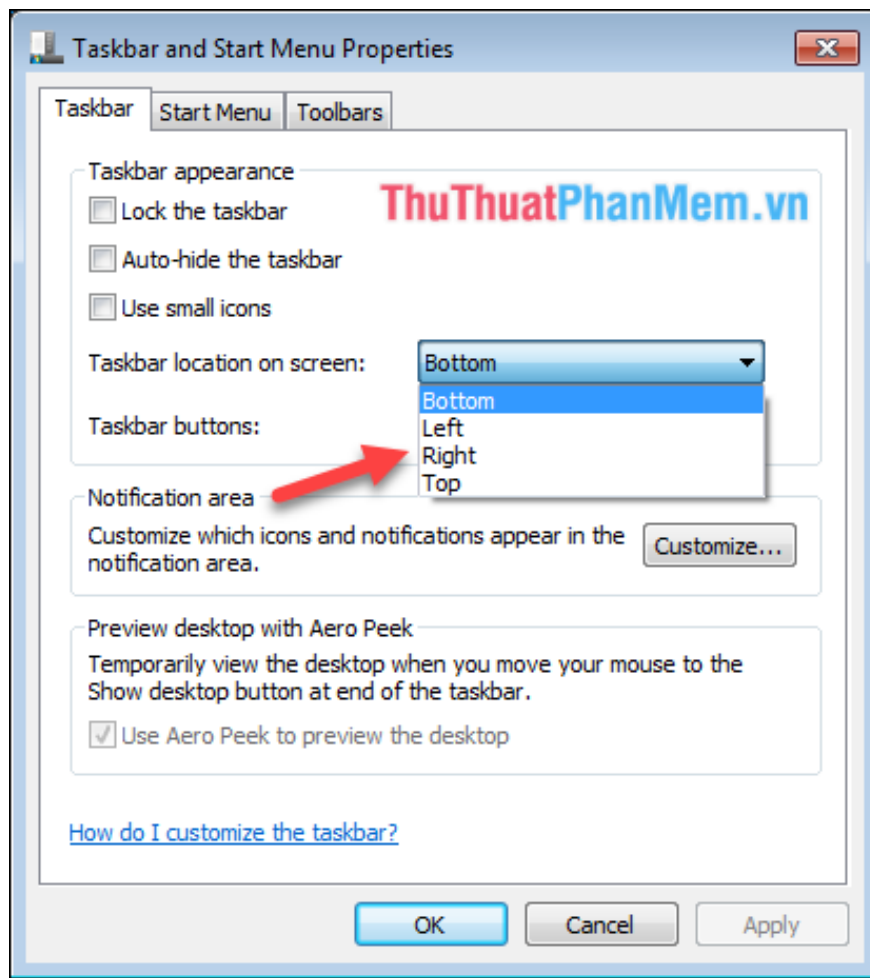 Taskbar and Start Menu Properties
Taskbar
Start Menu
Toolbars
Taskbar appearance
ThuThuatPhanMem.vn
Lock the taskbar
Auto-hide the taskbar
Use small icons
Taskbar location on screen:
Bottom
Bottom
Left
Taskbar buttons:
Right
Top
Notification area
Customize which icons and notifications appear in the
notification area.
Customize...
Preview desktop with Aero Peek
Temporarily view the desktop when you move your mouse to the
Show desktop button at end of the taskbar.
Use Aero Peek to preview the desktop
How do I customize the taskbar?
OK
Cancel
Apply